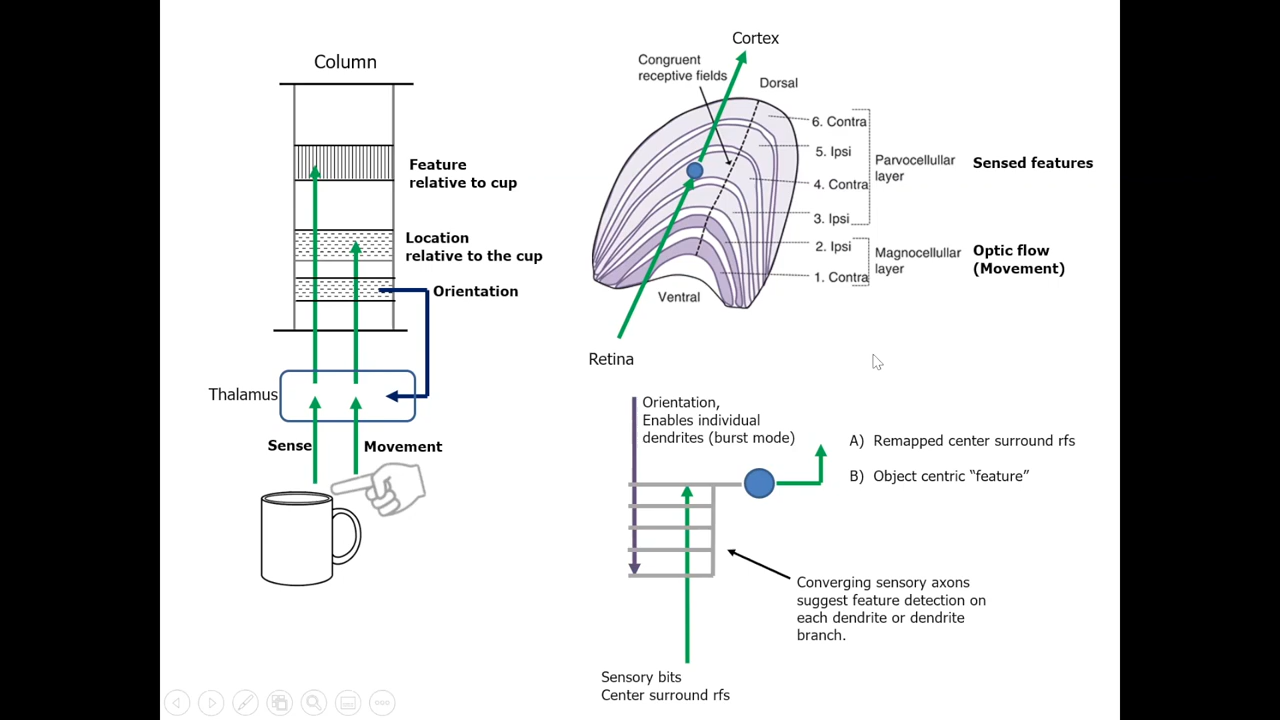 Column
Feature
relative to cup
Location
relative to the cup
Orientation
Thalamus
Sense
Movement
Cortex
Congruent
receptive fields
Dorsal
6. Contra
5. Ipsi
4. Contra
3. Ipsi
2. Ipsi
1. Contra
Parvocellular
layer
Magnocellular
layer
Sensed features
Optic flow
(Movement)
Ventral
Retina
Orientation,
Enables individual
dendrites (burst mode)
A) Remapped center surround rfs
B) Object centric “feature”
Converging sensory axons
suggest feature detection on
each dendrite or dendrite
branch.
Sensory bits
Center surround rfs